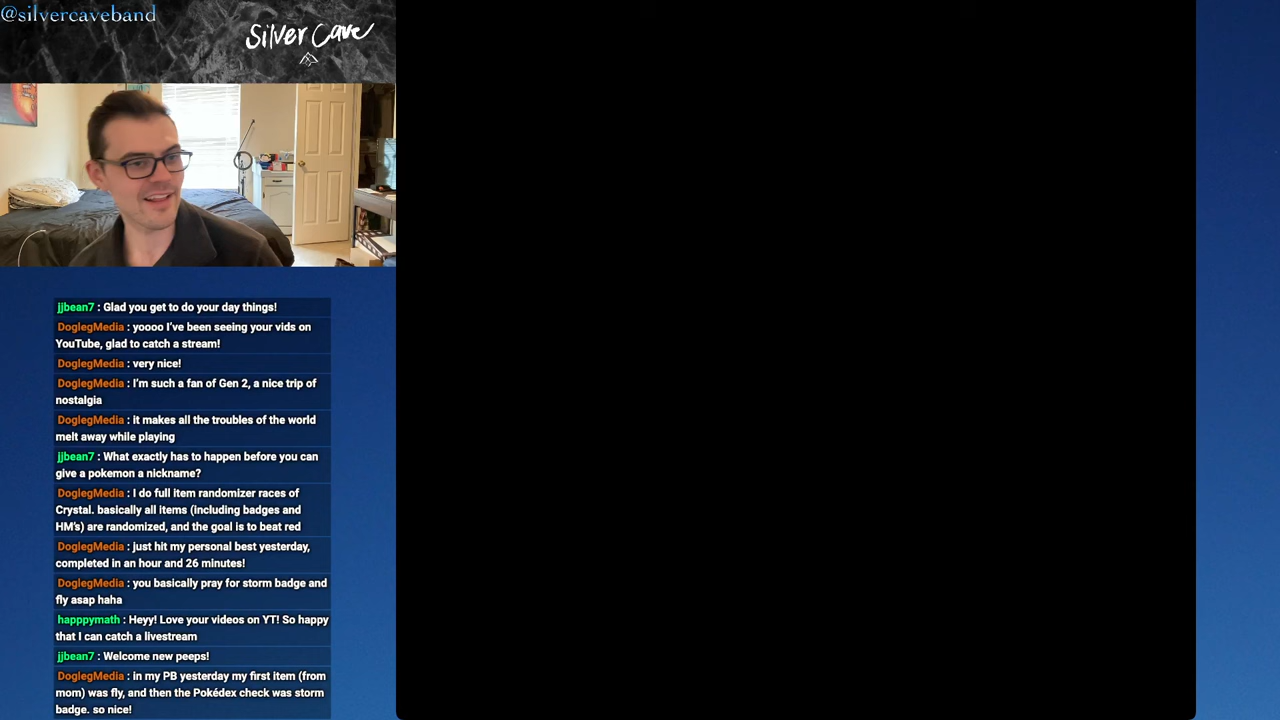 @silvercaveband
Silver Cave
jjbean7 : Glad you get to do your day things!
DoglegMedia : yoooo I've been seeing your vids on
YouTube, glad to catch a stream!
DoglegMedia : very nice!
DoglegMedia : I'm such a fan of Gen 2, a nice trip of
nostalgia
DoglegMedia : it makes all the troubles of the world
melt away while playing
jjbean7 : What exactly has to happen before you can
give a pokemon a nickname?
DoglegMedia : I do full item randomizer races of
Crystal. basically all items (including badges and
HM's) are randomized, and the goal is to beat red
DoglegMedia : just hit my personal best yesterday,
completed in an hour and 26 minutes!
DoglegMedia : you basically pray for storm badge and
fly asap haha
happpymath : Heyy! Love your videos on YT! So happy
that I can catch a livestream
jjbean7 : Welcome new peeps!
DoglegMedia : in my PB yesterday my first item (from
mom) was fly, and then the Pokédex check was storm
badge. so nice!